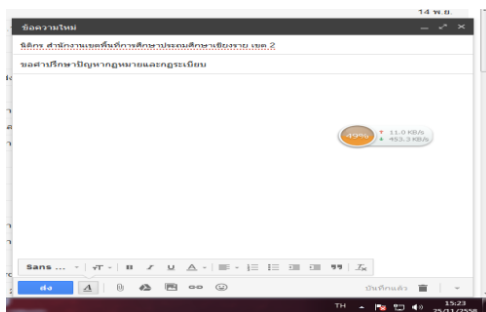 14 พ.ย.
ข้อความใหม่
นิติกร สำนักงานเขตพื้นที่การศึกษาประถมศึกษาเชียงราย เขต 2
ขอคำปรึกษาปัญหากฎหมายและกฎระเบียบ
49%
11.0 KB/s
453.3 KB/s
Sans ...
ส่ง
บันทึกแล้ว
TH
15:23
25/11/2558